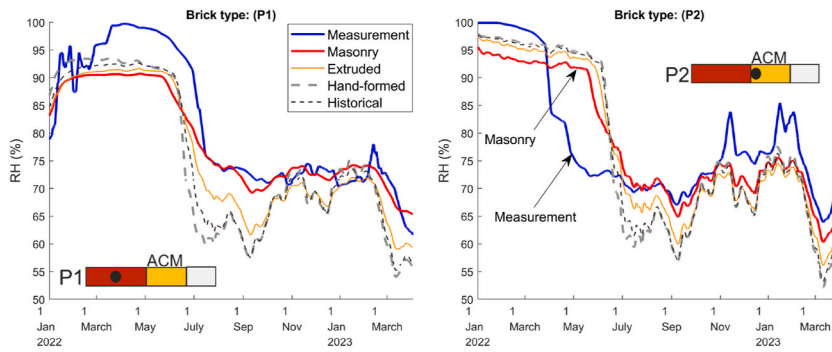 Brick type: (P1)
RH (%)
100
95
90
85
80
75
70
65
60
55
50
Measurement
Masonry
Extruded
Hand-formed
Historical
P1
ACM
1 1 1 1 1 1 1 1
Jan March May July Sep Nov Jan March
2022 2023
Brick type: (P2)
RH (%)
100
95
90
85
80
75
70
65
60
55
50
ACM
P2
Masonry
Measurement
1 1 1 1 1 1 1 1
Jan March May July Sep Nov Jan March
2022 2023